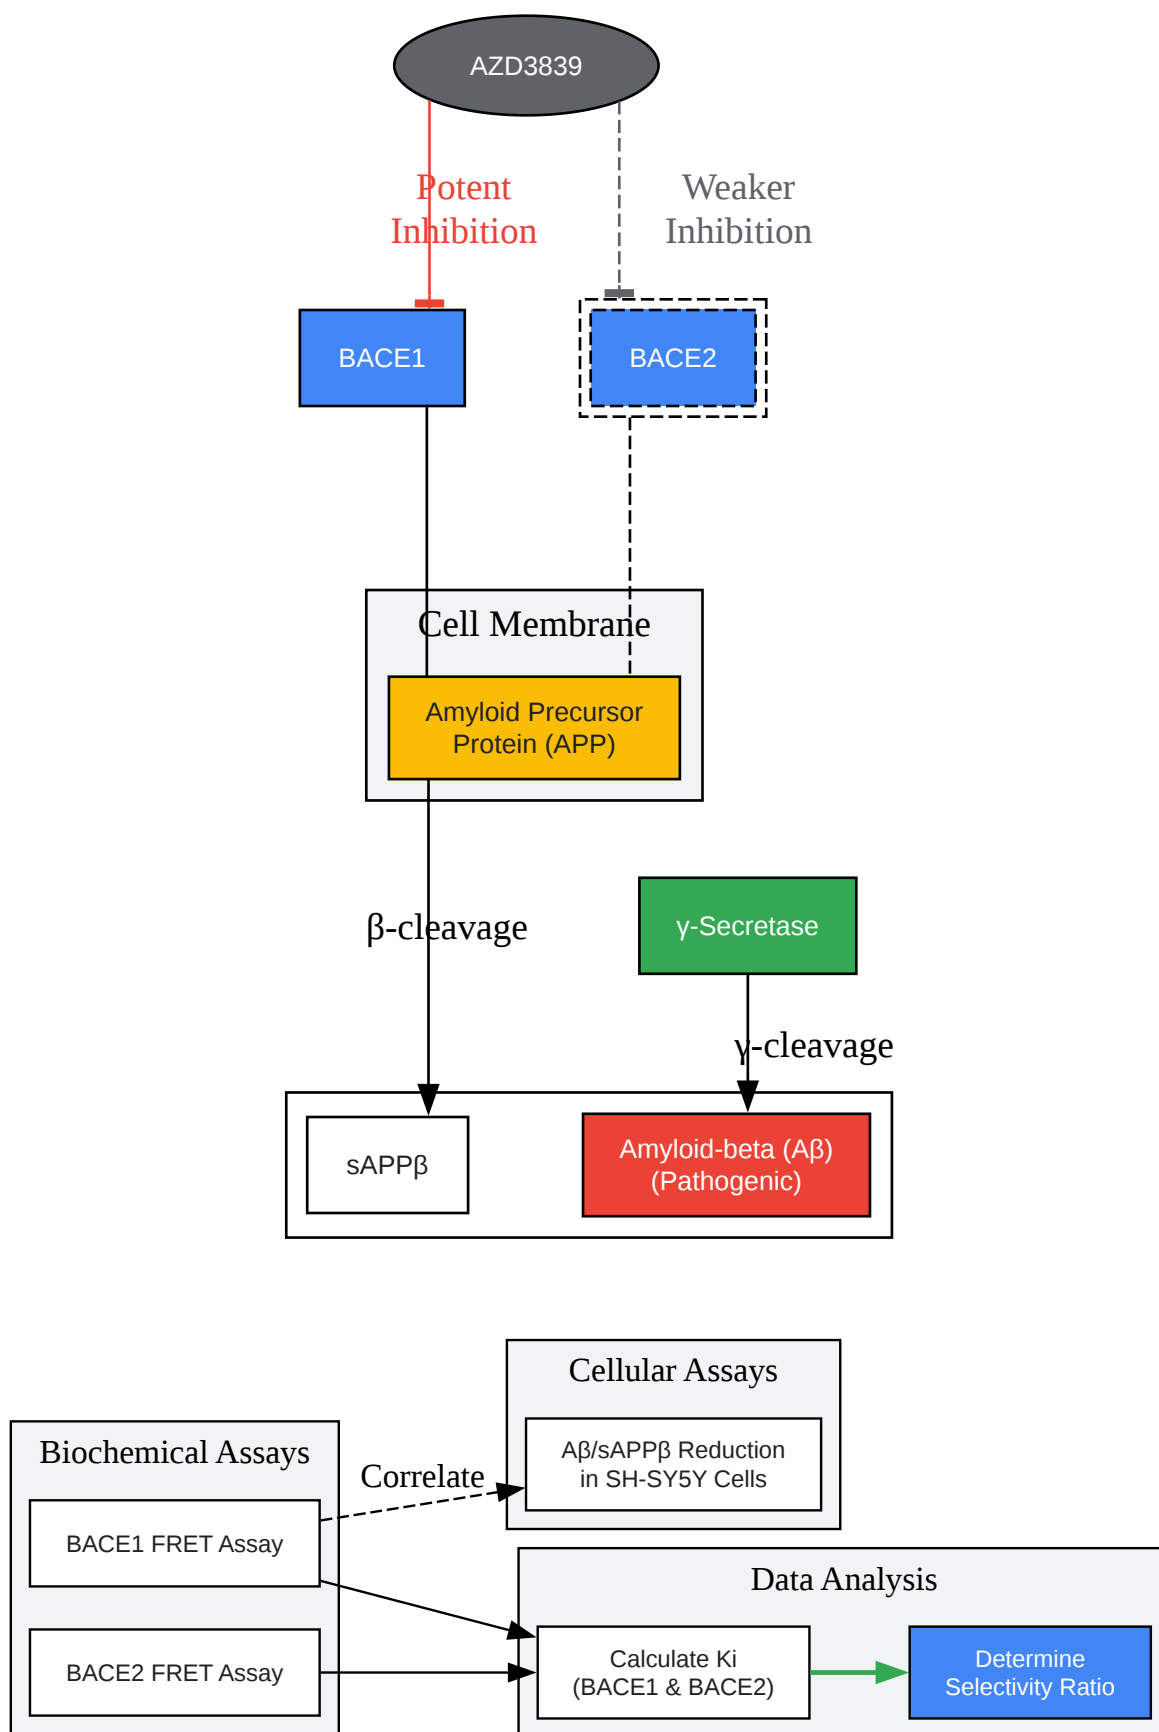 AZD3839
Potent
Inhibition
Weaker
Inhibition
BACE1
BACE2
Cell Membrane
Amyloid Precursor
Protein (APP)
β-cleavage
γ-Secretase
γ-cleavage
sAPPβ
Amyloid-beta (Aβ)
(Pathogenic)
Cellular Assays
Aβ/sAPPβ Reduction
in SH-SY5Y Cells
Biochemical Assays
Correlate
BACE1 FRET Assay
BACE2 FRET Assay
Data Analysis
Calculate Ki
(BACE1 & BACE2)
Determine
Selectivity Ratio